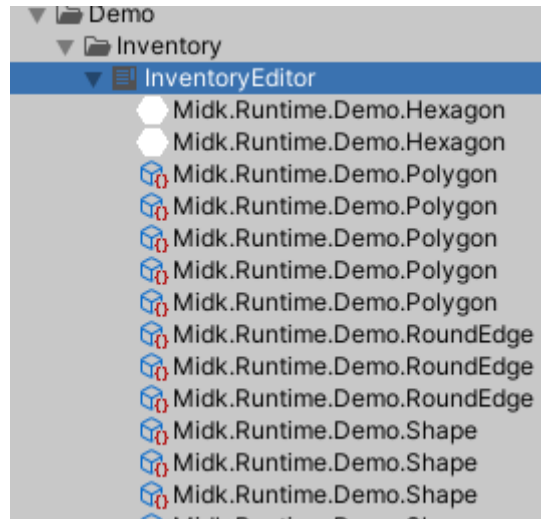 Demo
Inventory
InventoryEditor
Midk.Runtime.Demo.Hexagon
Midk.Runtime.Demo.Hexagon
Midk.Runtime.Demo.Polygon
Midk.Runtime.Demo.Polygon
Midk.Runtime.Demo.Polygon
Midk.Runtime.Demo.Polygon
Midk.Runtime.Demo.Polygon
Midk.Runtime.Demo.RoundEdge
Midk.Runtime.Demo.RoundEdge
Midk.Runtime.Demo.RoundEdge
Midk.Runtime.Demo.Shape
Midk.Runtime.Demo.Shape
Midk.Runtime.Demo.Shape